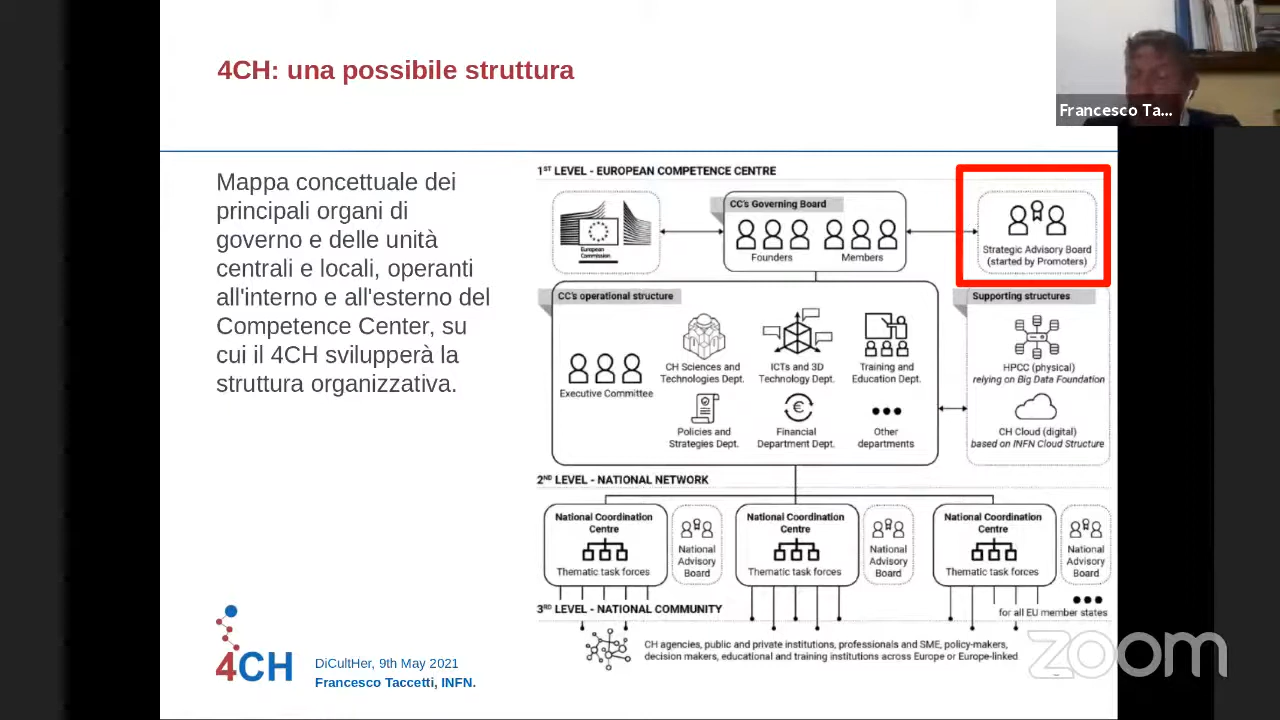 4CH: una possibile struttura
Francesco Ta...
Mappa concettuale dei
principali organi di
governo e delle unità
centrali e locali, operanti
all'interno e all'esterno del
Competence Center, su
cui il 4CH svilupperà la
struttura organizzativa.
1ST LEVEL - EUROPEAN COMPETENCE CENTRE
European
Commission
CC's Governing Board
Founders
Members
Strategic Advisory Board
(started by Promoters)
CC's operational structure
Executive Committee
CH Sciences and
Technologies Dept.
ICTs and 3D
Technology Dept.
Training and
Education Dept.
Policies and
Strategies Dept.
Financial
Department Dept.
Other
departments
Supporting structures
HPCC (physical)
relying on Big Data Foundation
CH Cloud (digital)
based on INFN Cloud Structure
2ND LEVEL - NATIONAL NETWORK
National Coordination
Centre
Thematic task forces
National
Advisory
Board
National Coordination
Centre
Thematic task forces
National
Advisory
Board
National Coordination
Centre
Thematic task forces
National
Advisory
Board
3RD LEVEL - NATIONAL COMMUNITY
for all EU member states
CH agencies, public and private institutions, professionals and SME, policy-makers,
decision makers, educational and training institutions across Europe or Europe-linked
4CH
DiCultHer, 9th May 2021
Francesco Taccetti, INFN.
zoom